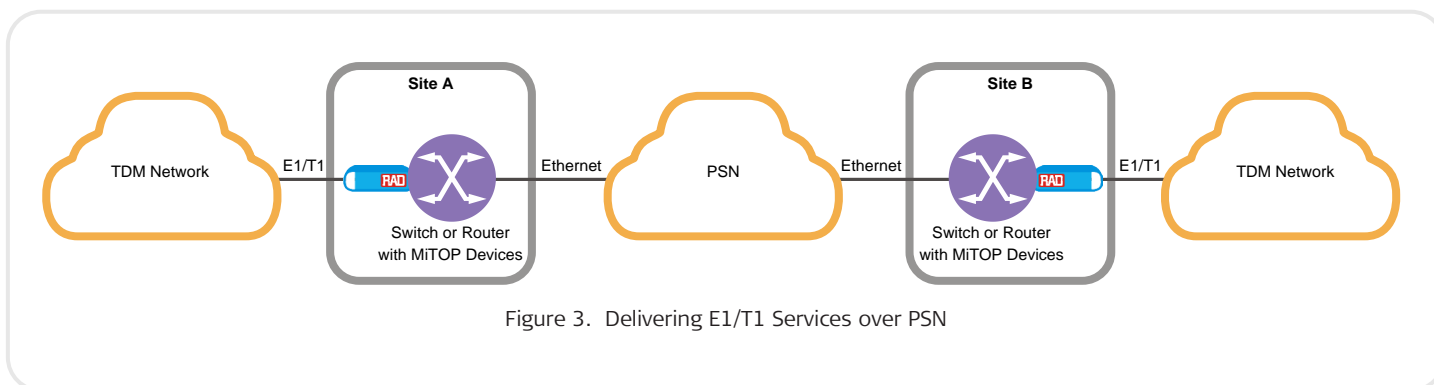 Site A
Site B
TDM Network
E1/T1
RAD
Ethernet
PSN
Ethernet
RAD
E1/T1
TDM Network
Switch or Router
with MiTOP Devices
Switch or Router
with MiTOP Devices
Figure 3. Delivering E1/T1 Services over PSN